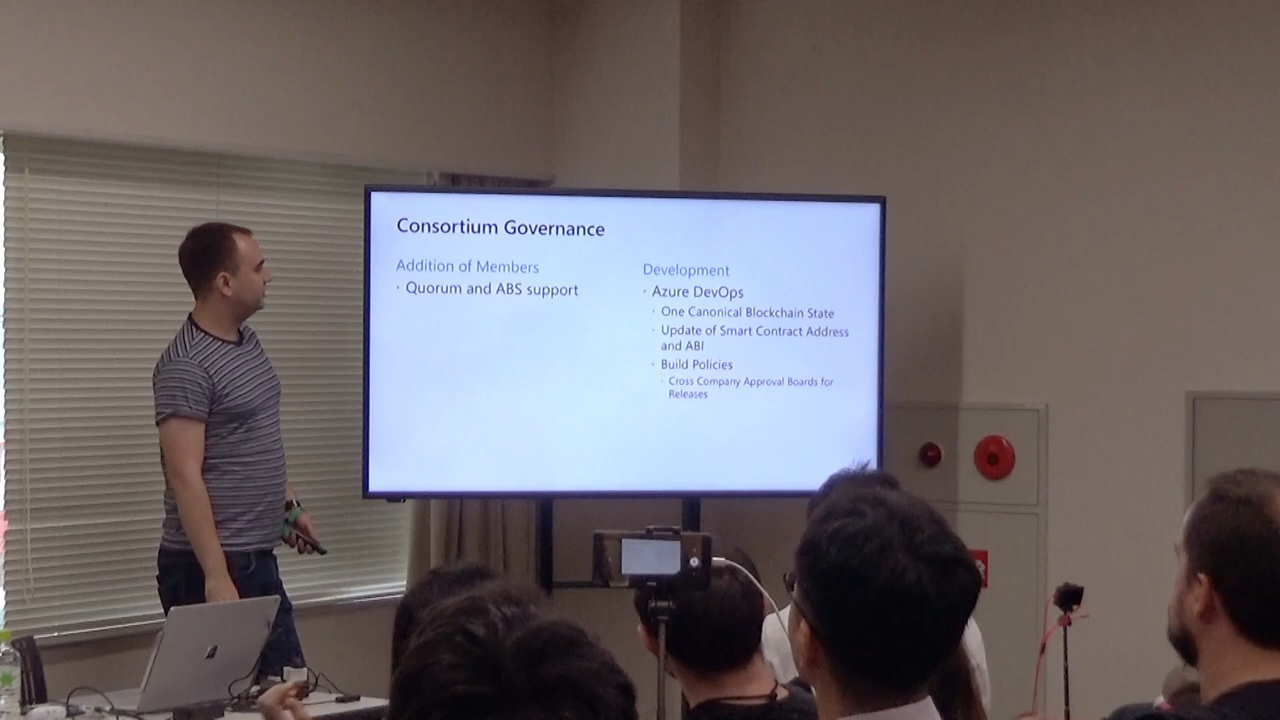 Consortium Governance
Addition of Members
· Quorum and ABS support
Development
· Azure DevOps
· One Canonical Blockchain State
· Update of Smart Contract Address
and ABI
· Build Policies
· Cross Company Approval Boards for
Releases